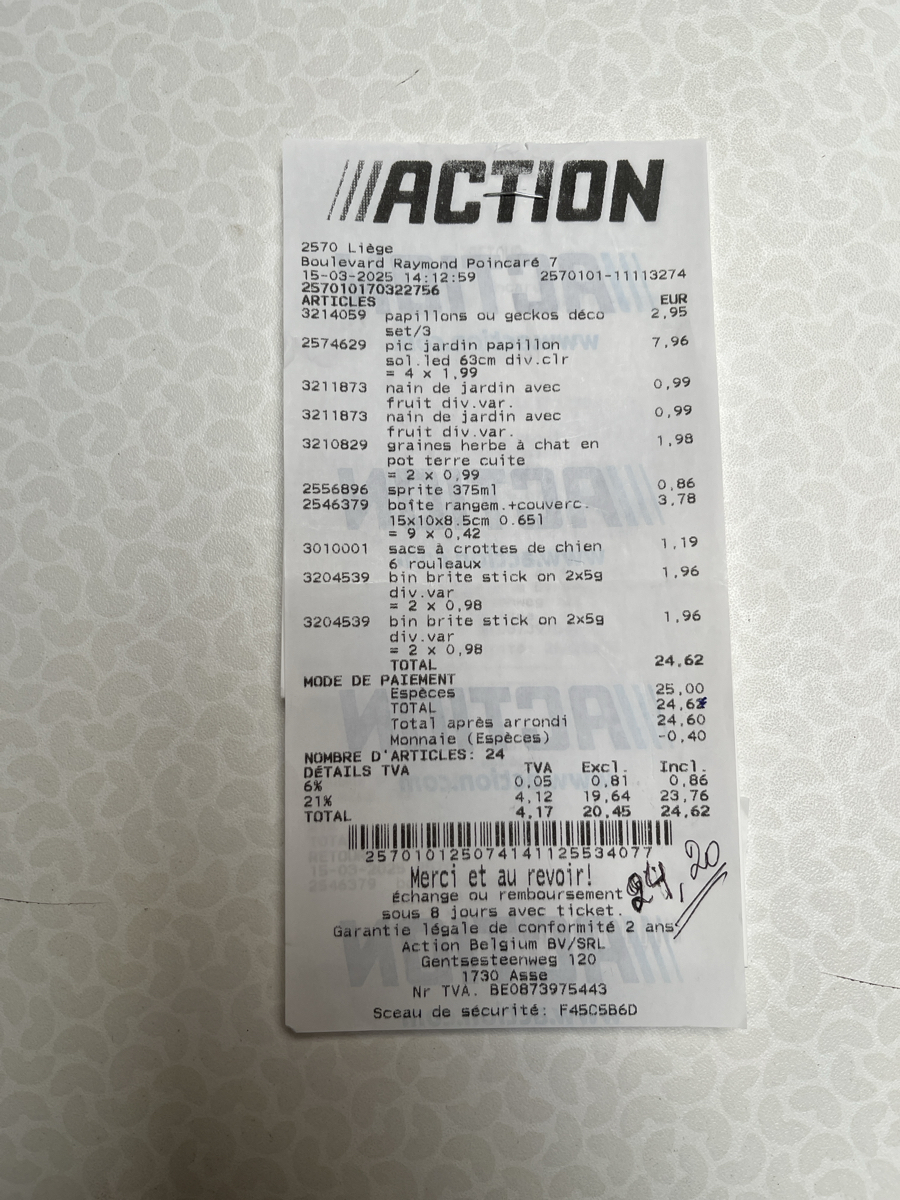 ACTION
2570 Liège
Boulevard Raymond Poincaré 7
15-03-2025 14:12:59 2570101-11113274
257010170322756
ARTICLES EUR
3214059 papillons ou geckos déco 2,95
set/3
2574629 pic jardin papillon 7,96
sol.led 63cm div.clr
= 4 x 1,99
3211873 nain de jardin avec 0,99
fruit div.var.
3211873 nain de jardin avec 0,99
fruit div.var.
3210829 graines herbe à chat en 1,98
pot terre cuite
= 2 x 0,99
2556896 sprite 375ml 0,86
2546379 boîte rangem.+couverc. 3,78
15x10x8.5cm 0.65l
= 9 x 0,42
3010001 sacs à crottes de chien 1,19
6 rouleaux
3204539 bin brite stick on 2x5g 1,96
div.var
= 2 x 0,98
3204539 bin brite stick on 2x5g 1,96
div.var
= 2 x 0,98
TOTAL 24,62
MODE DE PAIEMENT
Espèces 25,00
TOTAL 24,62
Total après arrondi 24,60
Monnaie (Espèces) -0,40
NOMBRE D'ARTICLES: 24
DÉTAILS TVA TVA Excl. Incl.
6% 0,05 0,81 0,86
21% 4,12 19,64 23,76
TOTAL 4,17 20,45 24,62
257010125074141125534077
Merci et au revoir!
échange ou remboursement
sous 8 jours avec ticket.
24,20
Garantie légale de conformité 2 ans
Action Belgium BV/SRL
Gentsesteenweg 120
1730 Asse
Nr TVA. BE0873975443
Sceau de sécurité: F45C5B6D